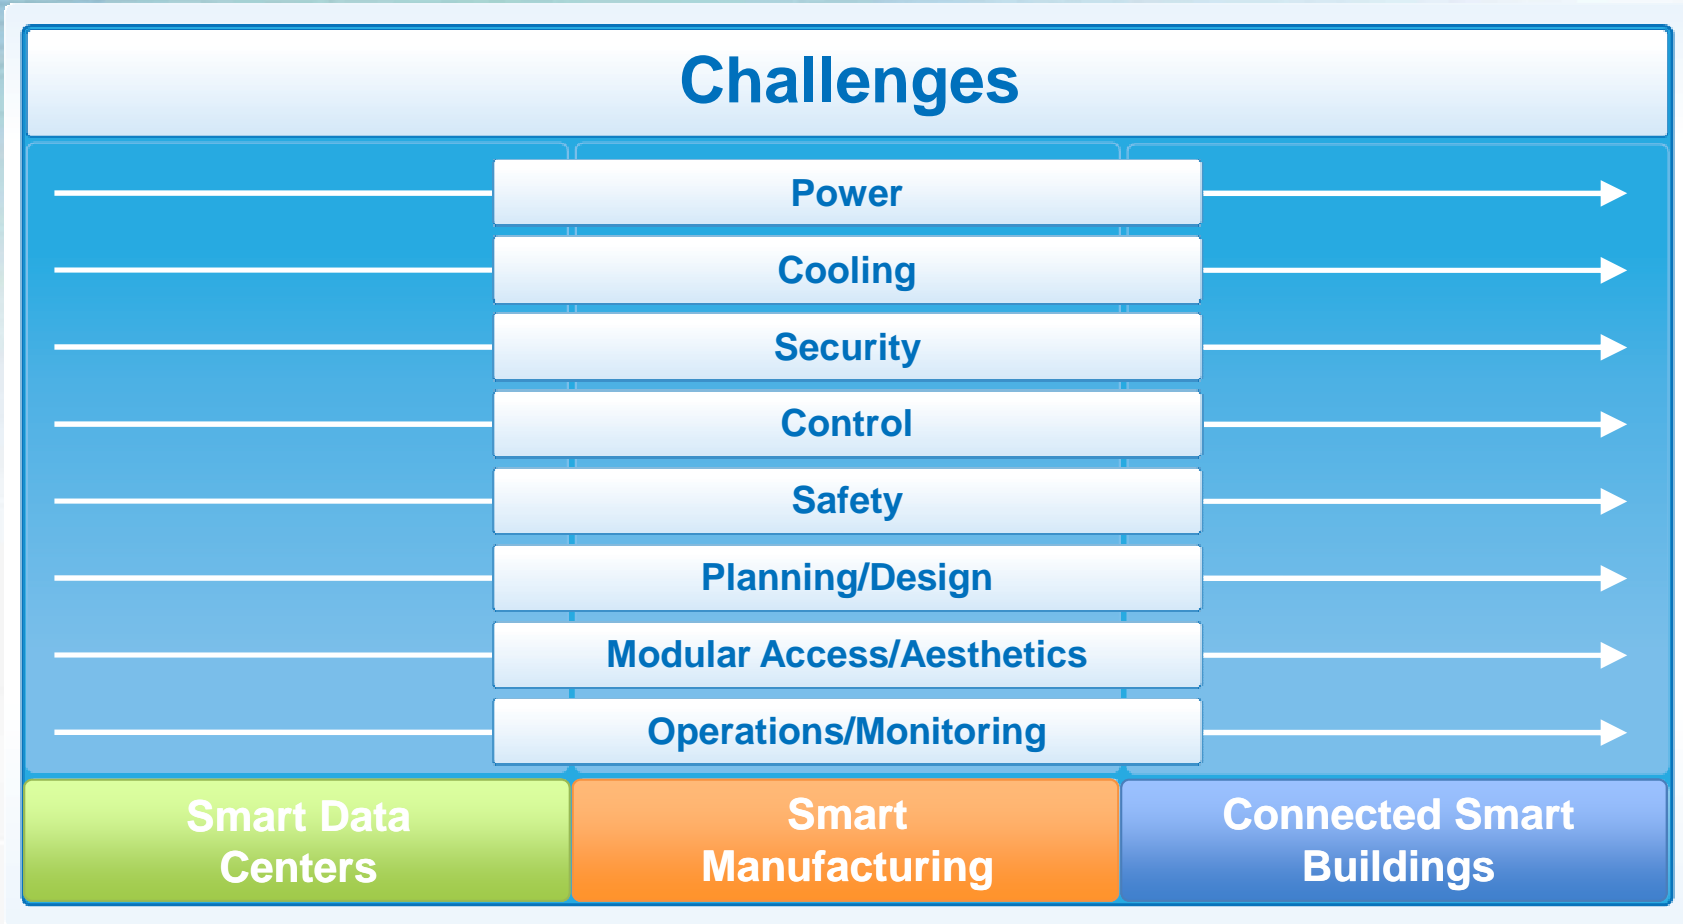 Challenges
Power
Cooling
Security
Control
Safety
Planning/Design
Modular Access/Aesthetics
Operations/Monitoring
Smart Data
Centers
Smart
Manufacturing
Connected Smart
Buildings